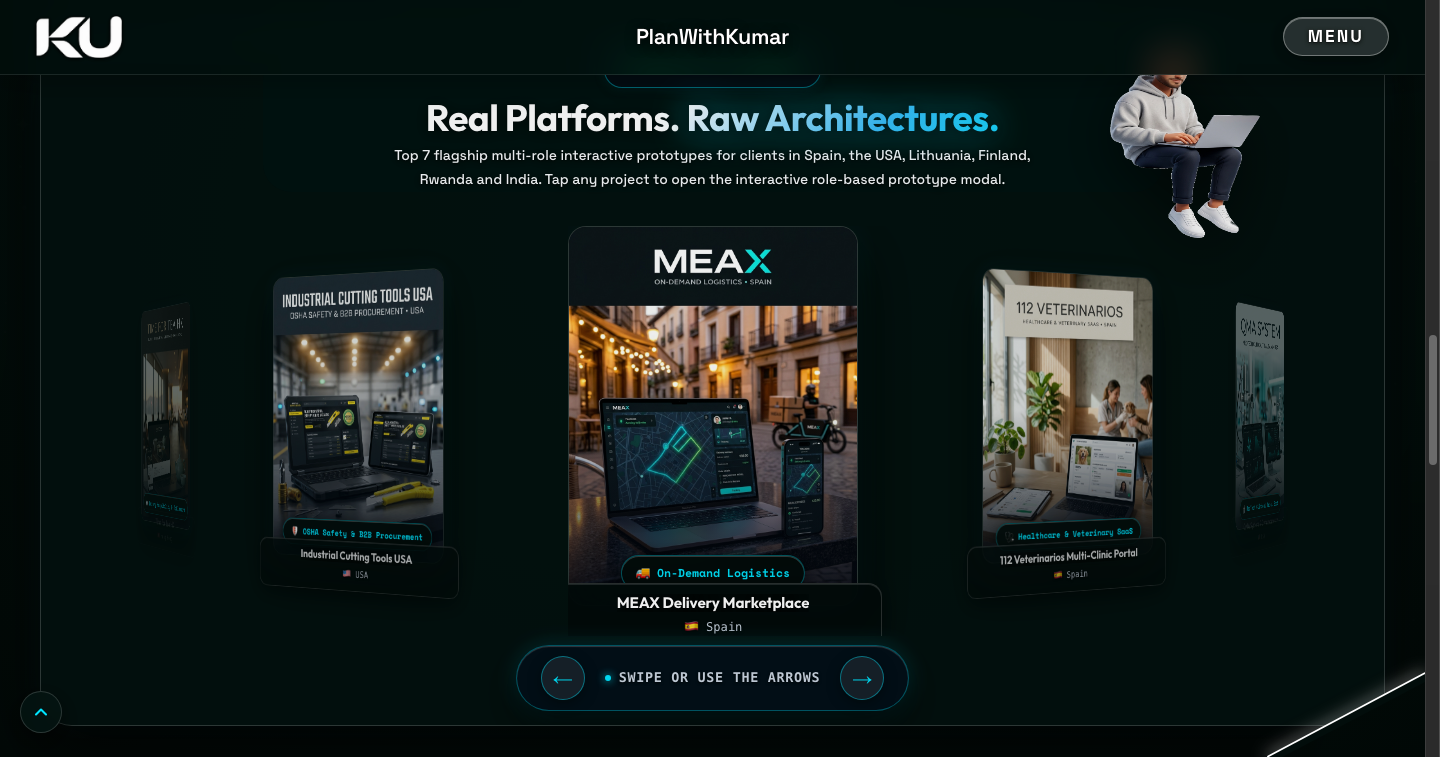 KU
PlanWithKumar
MENU
Real Platforms. Raw Architectures.
Top 7 flagship multi-role interactive prototypes for clients in Spain, the USA, Lithuania, Finland,
Rwanda and India. Tap any project to open the interactive role-based prototype modal.
INDUSTRIAL CUTTING TOOLS USA
OSHA SAFETY & B2B PROCUREMENT • USA
OSHA Safety & B2B Procurement
Industrial Cutting Tools USA
USA
MEAX
ON-DEMAND LOGISTICS • SPAIN
MEAX
MEAX
On-Demand Logistics
MEAX Delivery Marketplace
Spain
112 VETERINARIOS
HEALTHCARE & VETERINARY SAAS • SPAIN
Healthcare & Veterinary SaaS
112 Veterinarios Multi-Clinic Portal
Spain
QMA SYSTEM
← SWIPE OR USE THE ARROWS →